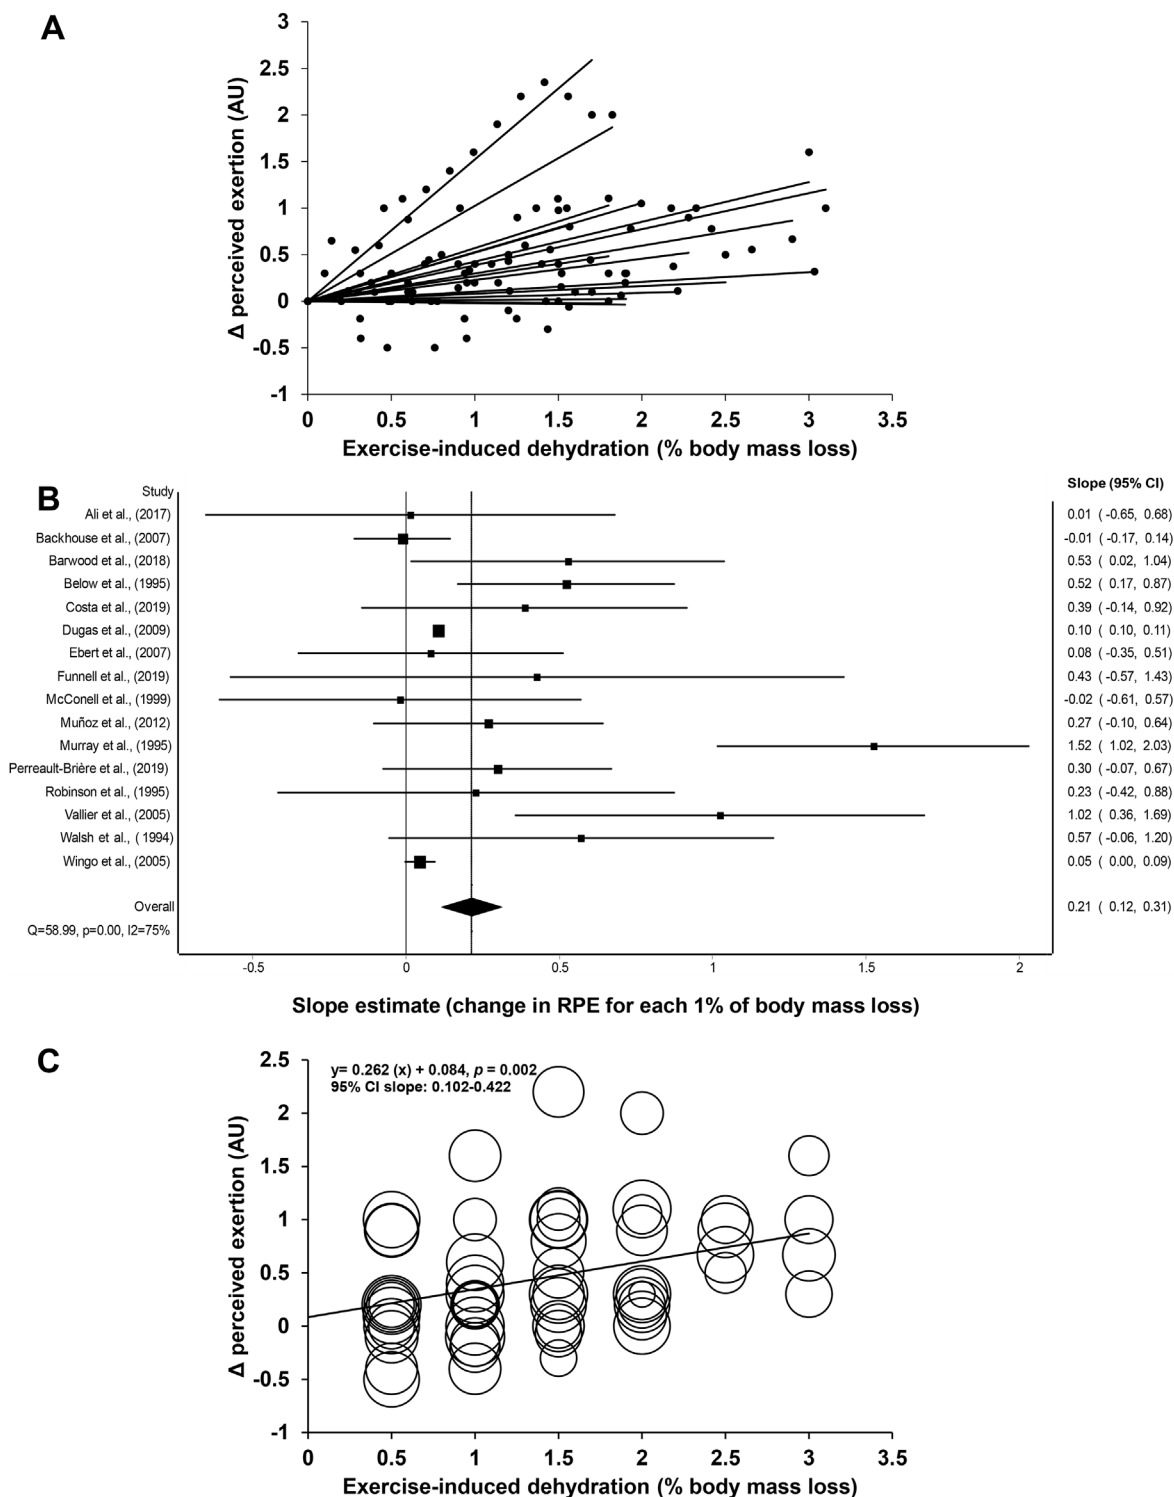 A
3
2.5
2
1.5
1
0.5
0
-0.5
-1
Δ perceived exertion (AU)
0 0.5 1 1.5 2 2.5 3 3.5
Exercise-induced dehydration (% body mass loss)
B
Study Slope (95% CI)
Ali et al., (2017) 0.01 ( -0.65, 0.68)
Backhouse et al., (2007) -0.01 ( -0.17, 0.14)
Barwood et al., (2018) 0.53 ( 0.02, 1.04)
Below et al., (1995) 0.52 ( 0.17, 0.87)
Costa et al., (2019) 0.39 ( -0.14, 0.92)
Dugas et al., (2009) 0.10 ( 0.10, 0.11)
Ebert et al., (2007) 0.08 ( -0.35, 0.51)
Funnell et al., (2019) 0.43 ( -0.57, 1.43)
McConell et al., (1999) -0.02 ( -0.61, 0.57)
Muñoz et al., (2012) 0.27 ( -0.10, 0.64)
Murray et al., (1995) 1.52 ( 1.02, 2.03)
Perreault-Brière et al., (2019) 0.30 ( -0.07, 0.67)
Robinson et al., (1995) 0.23 ( -0.42, 0.88)
Vallier et al., (2005) 1.02 ( 0.36, 1.69)
Walsh et al., ( 1994) 0.57 ( -0.06, 1.20)
Wingo et al., (2005) 0.05 ( 0.00, 0.09)
Overall 0.21 ( 0.12, 0.31)
Q=58.99, p=0.00, I2=75%
-0.5 0 0.5 1 1.5 2
Slope estimate (change in RPE for each 1% of body mass loss)
C
y= 0.262 (x) + 0.084, p = 0.002
95% CI slope: 0.102-0.422
2.5
2
1.5
1
0.5
0
-0.5
-1
Δ perceived exertion (AU)
0 0.5 1 1.5 2 2.5 3 3.5
Exercise-induced dehydration (% body mass loss)